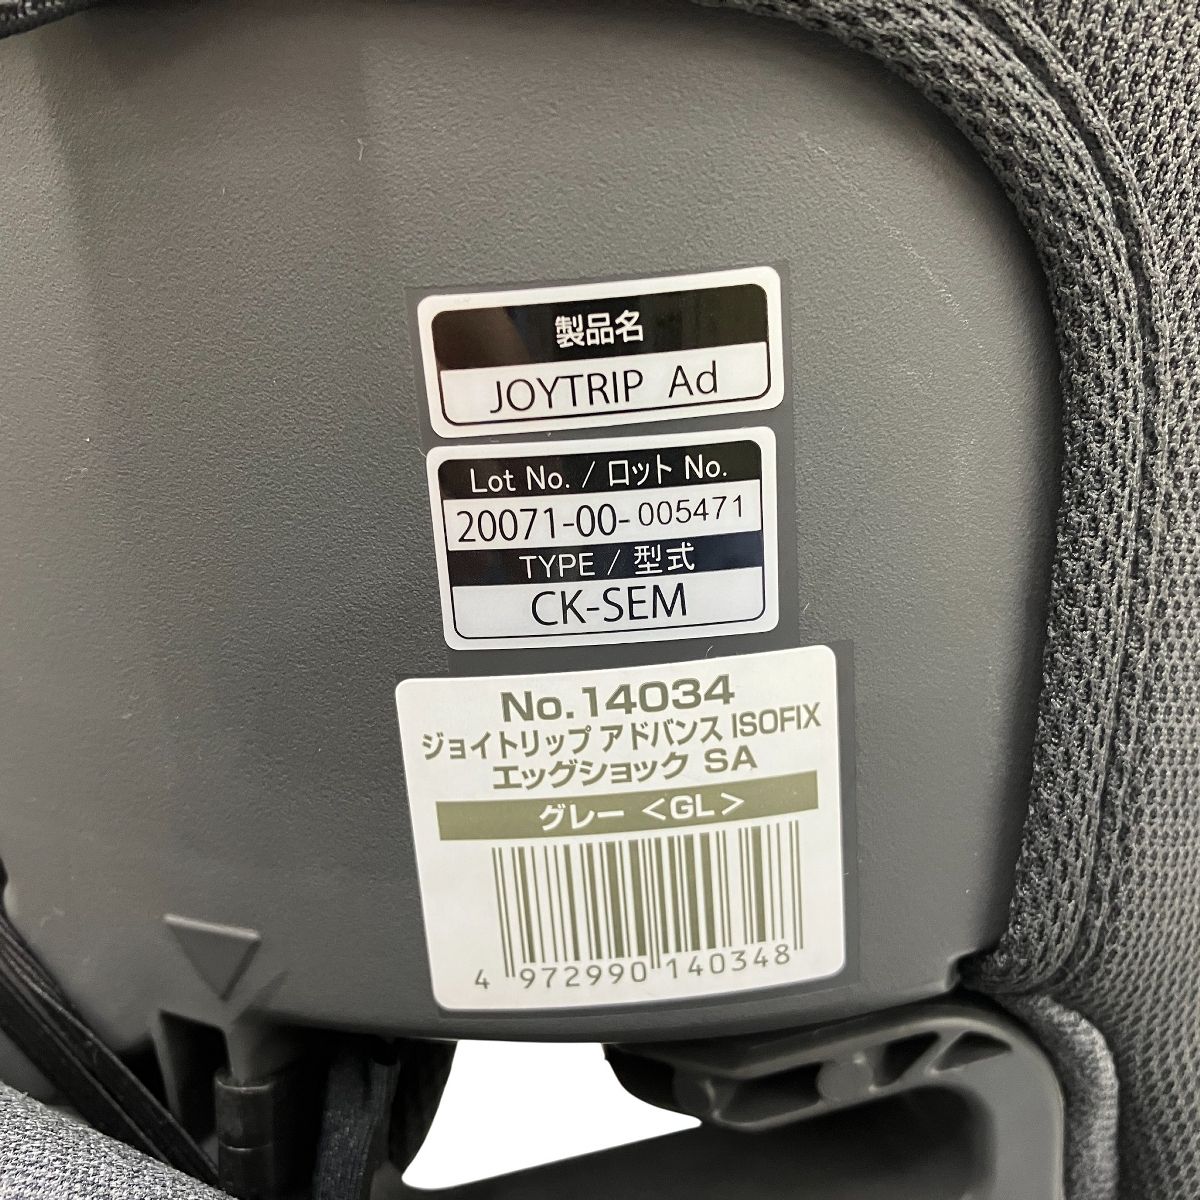 製品名
JOYTRIP Ad
Lot No. / ロット No.
20071-00-005471
TYPE / 型式
CK-SEM
No.14034
ジョイトリップ アドバンス ISOFIX
エッグショック SA
グレー <GL>
4 972990 140348